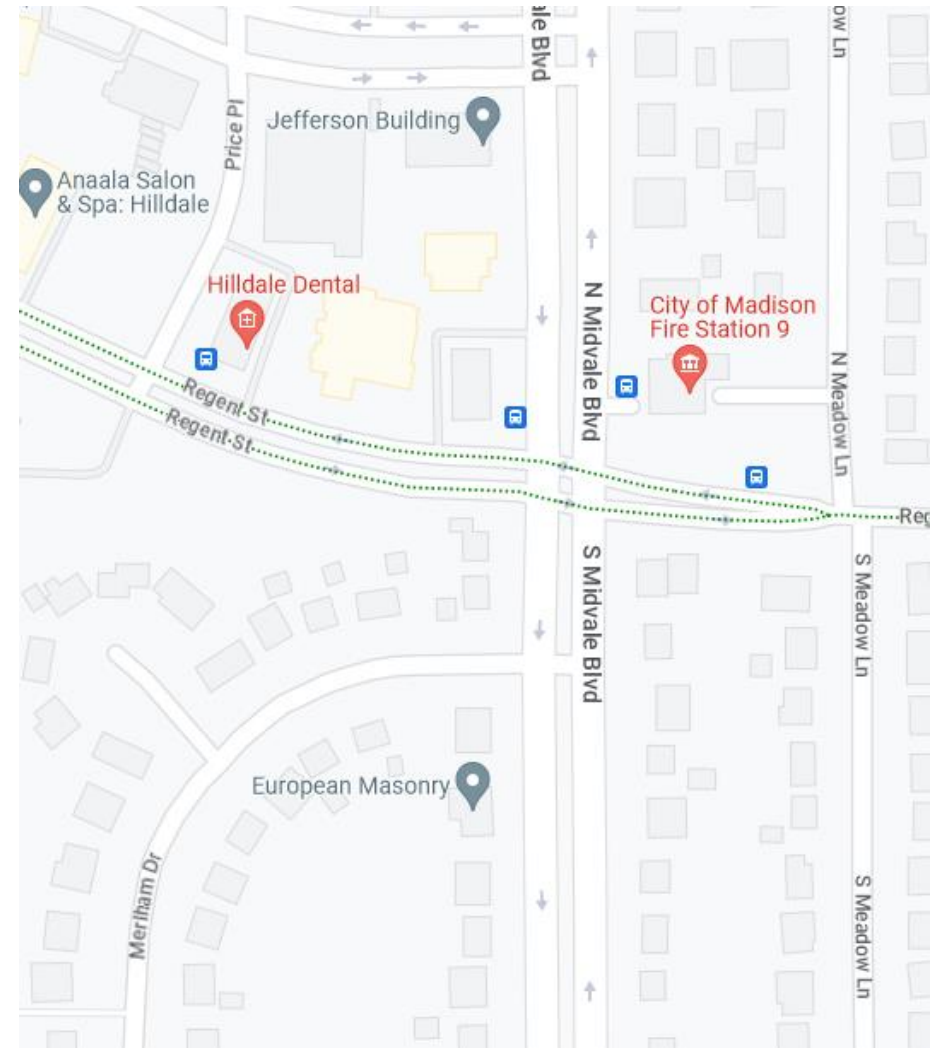 ale Blvd
ow Ln
Price Pl
Jefferson Building
Anaala Salon
& Spa: Hilldale
Hilldale Dental
N Midvale Blvd
City of Madison
Fire Station 9
N Meadow Ln
Regent St
Regent St
Reg
S Midvale Blvd
S Meadow Ln
European Masonry
Merlham Dr
S Meadow Ln